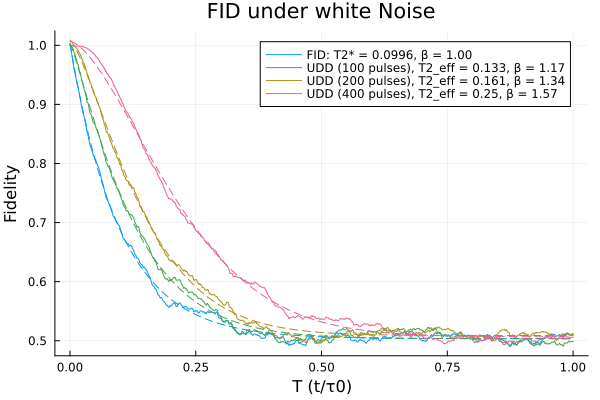 FID under white Noise
FID: T2* = 0.0996, β = 1.00
UDD (100 pulses), T2_eff = 0.133, β = 1.17
UDD (200 pulses), T2_eff = 0.161, β = 1.34
UDD (400 pulses), T2_eff = 0.25, β = 1.57
Fidelity
1.0
0.9
0.8
0.7
0.6
0.5
0.00 0.25 0.50 0.75 1.00
T (t/τ0)